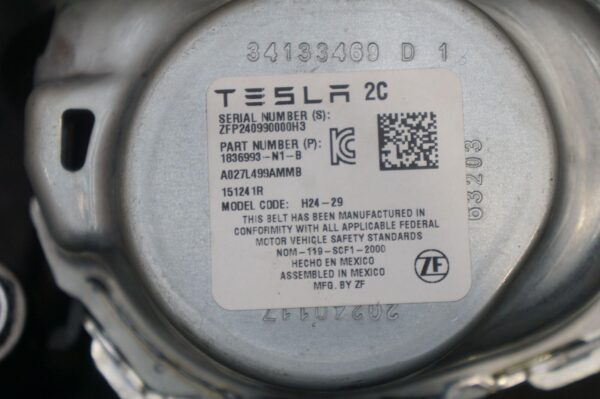 34133469 D 1
TESLA 2C
SERIAL NUMBER (S):
ZFP240990000H3
PART NUMBER (P):
1836993-N1-B
A027L499AMMB
151241R
MODEL CODE: H24-29
THIS BELT HAS BEEN MANUFACTURED IN
CONFORMITY WITH ALL APPLICABLE FEDERAL
MOTOR VEHICLE SAFETY STANDARDS
NOM-119-SCF1-2000
HECHO EN MEXICO
ASSEMBLED IN MEXICO
MFG. BY ZF
ZF
63203
20240117